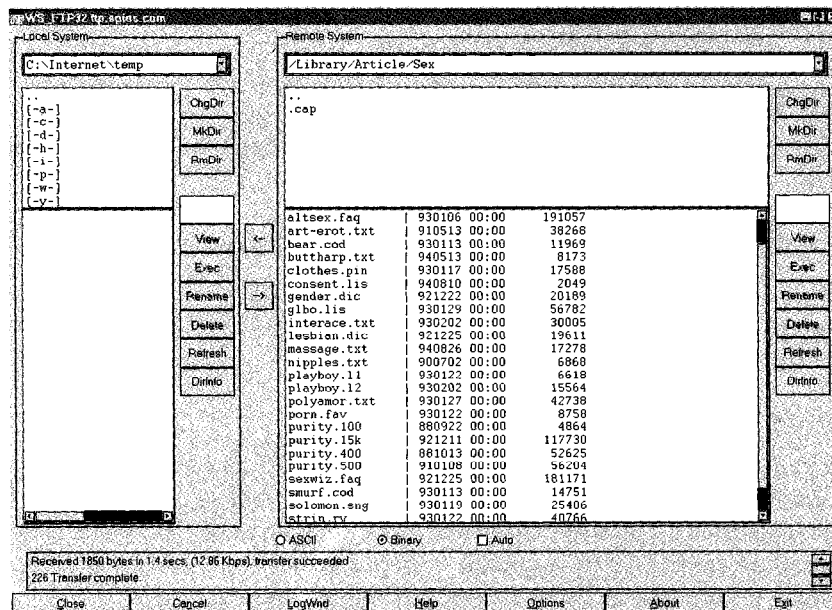 WS_FTP32 ftp.spies.com
Local System
Remote System
C:\Internet\temp
/Library/Article/Sex
..
[-a-]
[-c-]
[-d-]
[-h-]
[-i-]
[-p-]
[-w-]
[-y-]
ChgDir
MkDir
RmDir
View
Exec
Rename
Delete
Refresh
DirInfo
<-
->
..
.cap
altsex.faq | 930106 00:00 191057
art-erot.txt | 910513 00:00 38268
bear.cod | 930113 00:00 11969
buttharp.txt | 940513 00:00 8173
clothes.pin | 930117 00:00 17588
consent.lis | 940810 00:00 2049
gender.dic | 921222 00:00 20189
glbo.lis | 930129 00:00 56782
interace.txt | 930202 00:00 30005
lesbian.dic | 921225 00:00 19611
massage.txt | 940826 00:00 17278
nipples.txt | 900702 00:00 6868
playboy.l1 | 930122 00:00 6618
playboy.l2 | 930202 00:00 15564
polyamor.txt | 930127 00:00 42738
porn.fav | 930122 00:00 8758
purity.100 | 880922 00:00 4864
purity.15k | 921211 00:00 117730
purity.400 | 881013 00:00 52625
purity.500 | 910108 00:00 56204
sexwiz.faq | 921225 00:00 181171
smurf.cod | 930113 00:00 14751
solomon.sng | 930119 00:00 25406
strin.rv | 930122 00:00 40766
ChgDir
MkDir
RmDir
View
Exec
Rename
Delete
Refresh
DirInfo
ASCII Binary Auto
Received 1850 bytes in 1.4 secs, (12.86 Kbps), transfer succeeded
226 Transfer complete.
Close Cancel LogWnd Help Options About Exit